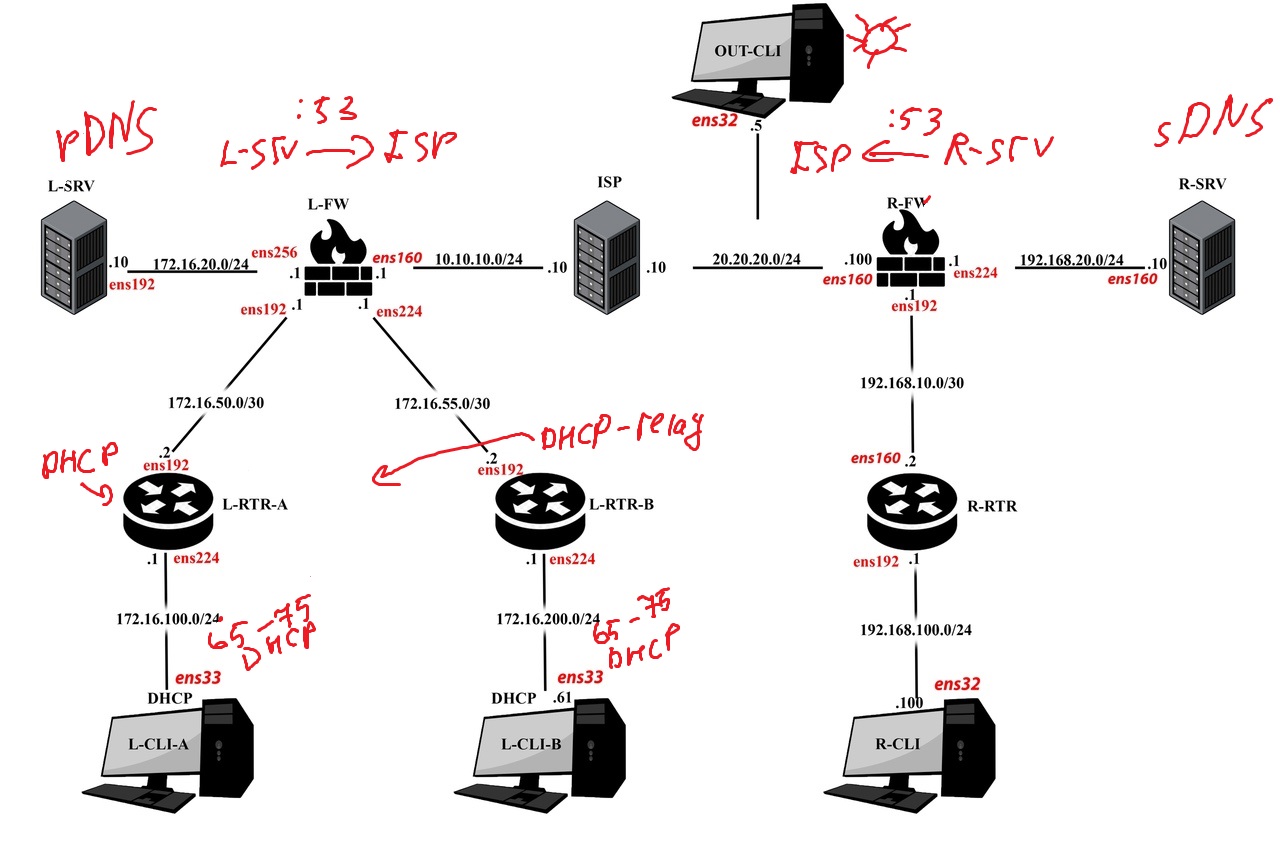 OUT-CLI
ens32
.5
pDNS
:53
L-srv → ISP
:53
ISP ← R-srv
sDNS
L-SRV
.10
ens192
172.16.20.0/24
L-FW
ens256
.1
ens160
.1
ens192
.1
.1
ens224
10.10.10.0/24
ISP
.10
.10
20.20.20.0/24
R-FW
.100
ens160
.1
ens224
.1
ens192
192.168.20.0/24
R-SRV
.10
ens160
172.16.50.0/30
172.16.55.0/30
192.168.10.0/30
DHCP
.2
ens192
L-RTR-A
.1
ens224
DHCP-relay
.2
ens192
L-RTR-B
.1
ens224
ens160
.2
R-RTR
ens192
.1
172.16.100.0/24
65-75
DHCP
ens33
DHCP
L-CLI-A
172.16.200.0/24
65-75
DHCP
ens33
DHCP
.61
L-CLI-B
192.168.100.0/24
ens32
.100
R-CLI